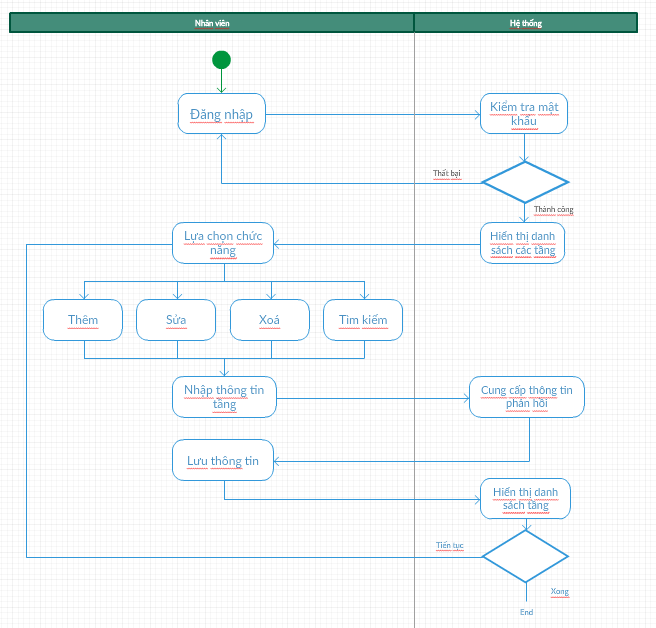 Nhân viên
Hệ thống
Đăng nhập
Kiểm tra mật
khẩu
Thất bại
Thành công
Lựa chọn chức
năng
Hiển thị danh
sách các tầng
Thêm
Sửa
Xoá
Tìm kiếm
Nhập thông tin
tầng
Cung cấp thông tin
phản hồi
Lưu thông tin
Hiển thị danh
sách tầng
Tiến tục
Xong
End